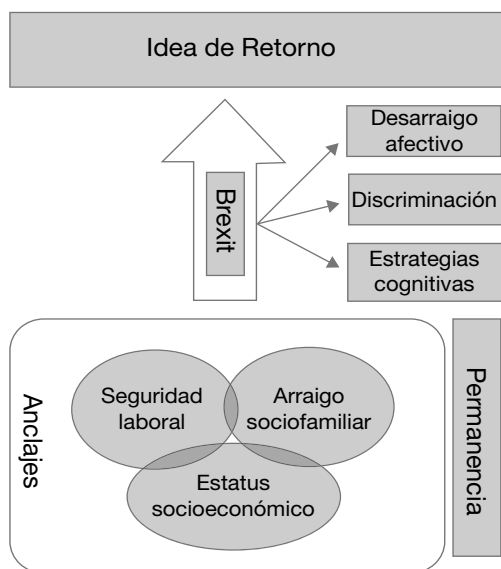 Idea de Retorno
Brexit
Desarraigo
afectivo
Discriminación
Estrategias
cognitivas
Anclajes
Seguridad
laboral
Arraigo
sociofamiliar
Estatus
socioeconómico
Permanencia